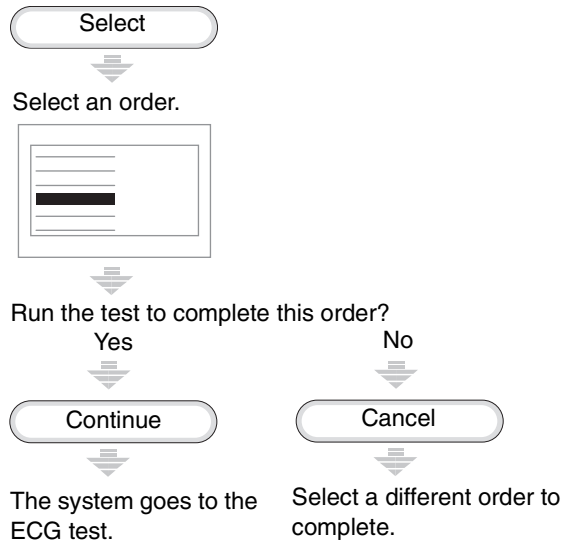 Select
Select an order.
Run the test to complete this order?
Yes
No
Continue
Cancel
The system goes to the
ECG test.
Select a different order to
complete.